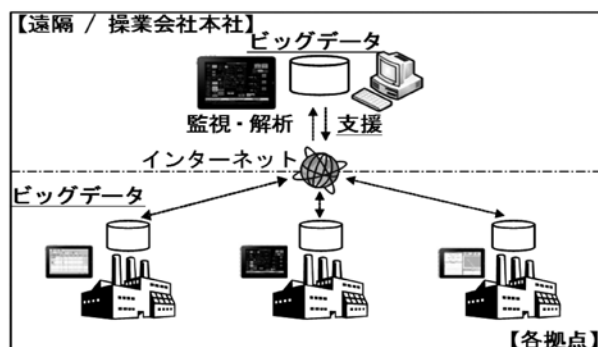 【遠隔 / 操業会社本社】
ビッグデータ
監視・解析
支援
インターネット
ビッグデータ
【各拠点】